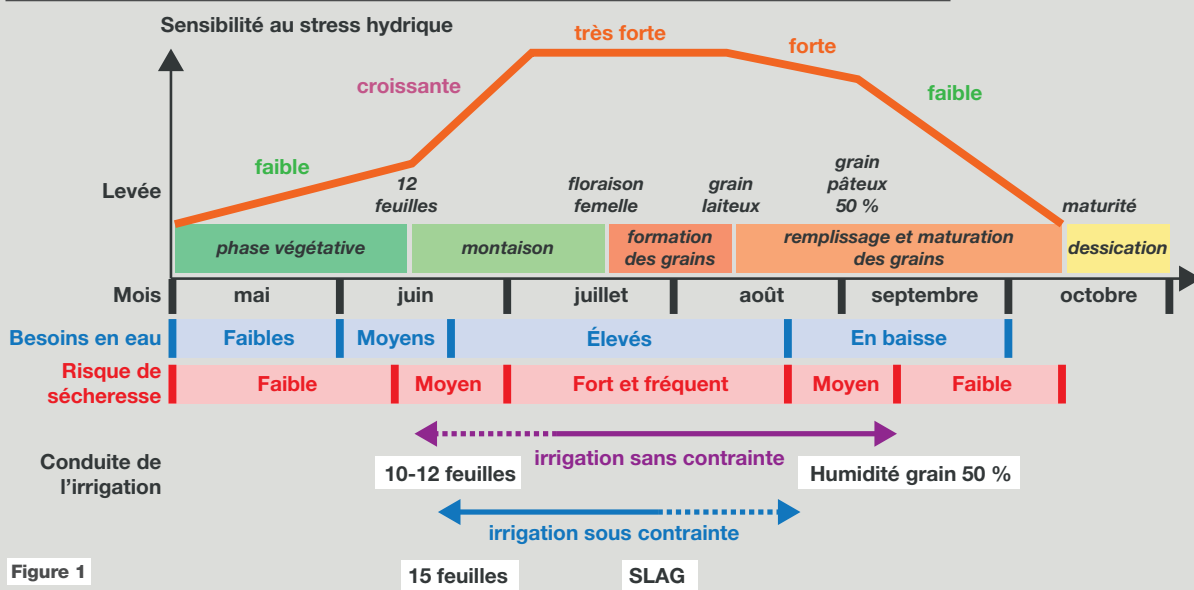 Sensibilité au stress hydrique
très forte
forte
croissante
faible
faible
Levée
12
feuilles
floraison
femelle
grain
laiteux
grain
pâteux
50 %
maturité
phase végétative
montaison
formation
des grains
remplissage et maturation
des grains
dessication
Mois mai juin juillet août septembre octobre
Besoins en eau Faibles Moyens Élevés En baisse
Risque de
sécheresse
Faible Moyen Fort et fréquent Moyen Faible
Conduite de
l’irrigation
irrigation sans contrainte
10-12 feuilles
Humidité grain 50 %
irrigation sous contrainte
15 feuilles
SLAG
Figure 1